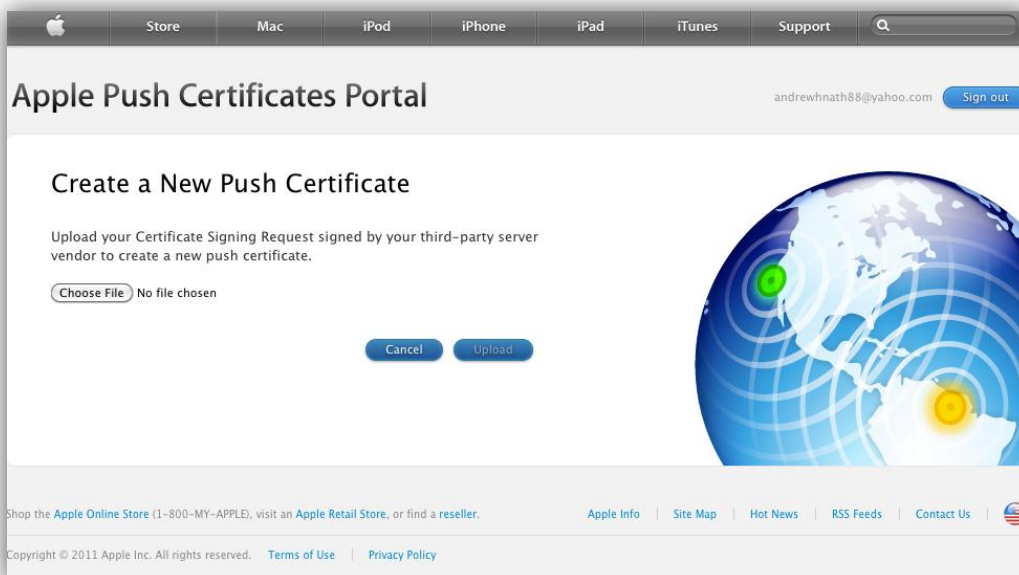 Store Mac iPod iPhone iPad iTunes Support
Apple Push Certificates Portal
andrewhnath88@yahoo.com Sign out
Create a New Push Certificate
Upload your Certificate Signing Request signed by your third-party server
vendor to create a new push certificate.
Choose File No file chosen
Cancel Upload
Shop the Apple Online Store (1-800-MY-APPLE), visit an Apple Retail Store, or find a reseller. Apple Info | Site Map | Hot News | RSS Feeds | Contact Us |
Copyright © 2011 Apple Inc. All rights reserved. Terms of Use | Privacy Policy